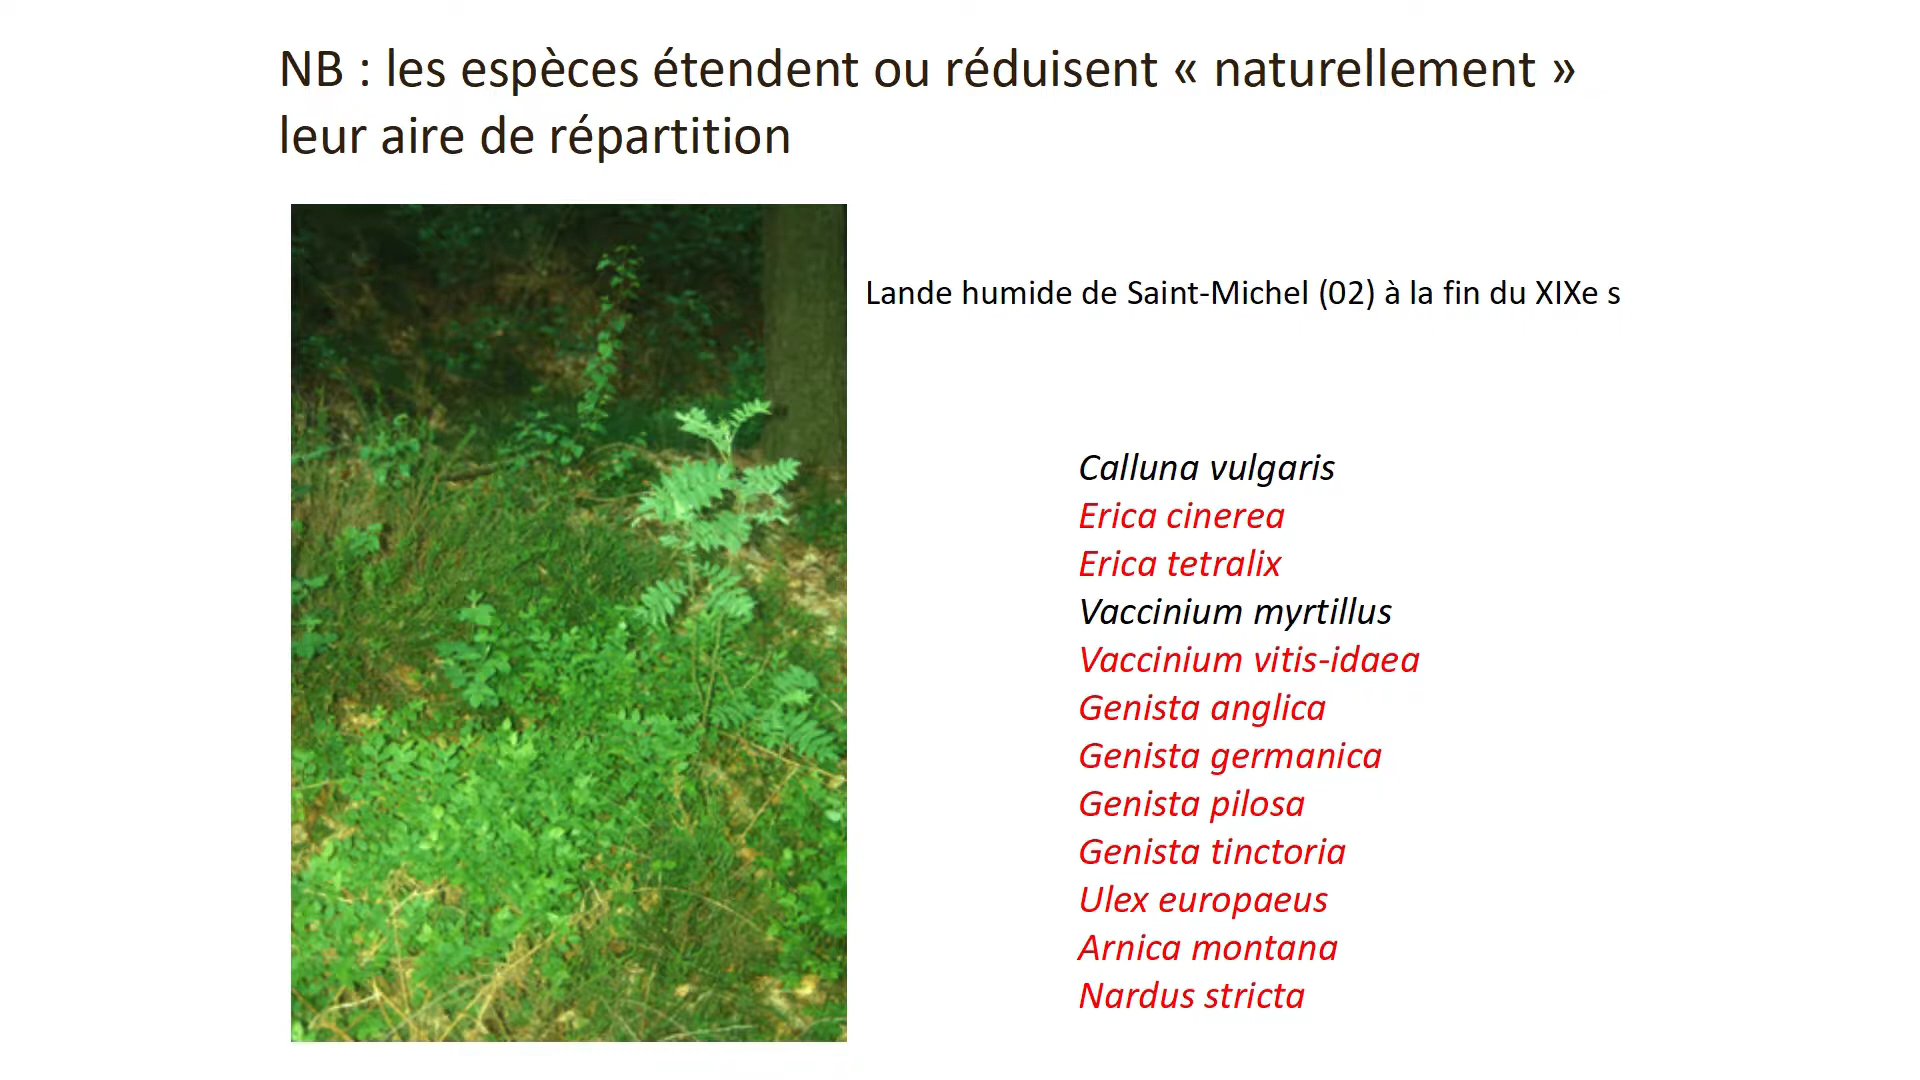 NB : les espèces étendent ou réduisent « naturellement »
leur aire de répartition
Lande humide de Saint-Michel (02) à la fin du XIXe s
Calluna vulgaris
Erica cinerea
Erica tetralix
Vaccinium myrtillus
Vaccinium vitis-idaea
Genista anglica
Genista germanica
Genista pilosa
Genista tinctoria
Ulex europaeus
Arnica montana
Nardus stricta